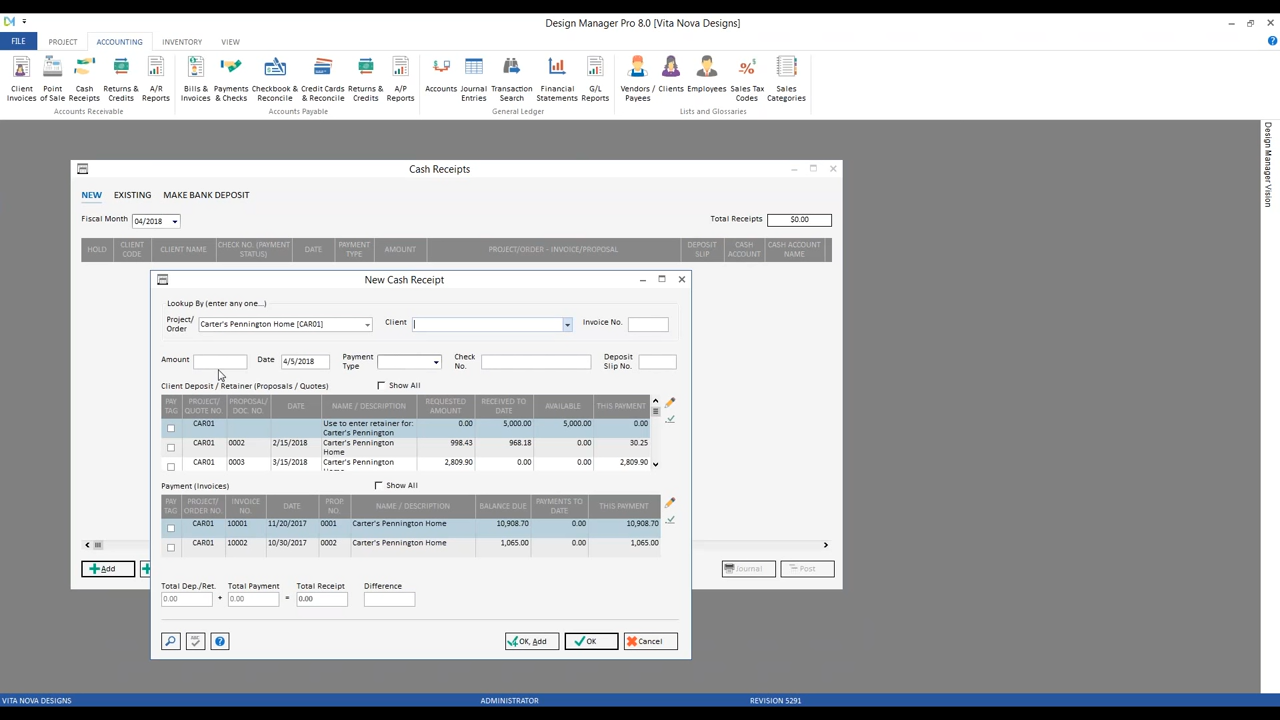 Design Manager Pro 8.0 [Vita Nova Designs]
FILE PROJECT ACCOUNTING INVENTORY VIEW
Client Invoices
Point of Sale
Cash Receipts
Returns & Credits
A/R Reports
Bills & Invoices
Payments & Checks
Checkbook & Reconcile
Credit Cards & Reconcile
Returns & Credits
A/P Reports
Accounts
Journal Entries
Transaction Search
Financial Statements
G/L Reports
Vendors / Payees
Clients
Employees
Sales Tax Codes
Sales Categories
Accounts Receivable Accounts Payable General Ledger Lists and Glossaries
Design Manager Vision
Cash Receipts
NEW EXISTING MAKE BANK DEPOSIT
Fiscal Month 04/2018 Total Receipts $0.00
HOLD CLIENT CODE CLIENT NAME CHECK NO. (PAYMENT STATUS) DATE PAYMENT TYPE AMOUNT PROJECT/ORDER - INVOICE/PROPOSAL DEPOSIT SLIP CASH ACCOUNT CASH ACCOUNT NAME
New Cash Receipt
Lookup By (enter any one...)
Project/ Order Carter's Pennington Home [CAR01] Client Invoice No.
Amount Date 4/5/2018 Payment Type Check No. Deposit Slip No.
Client Deposit / Retainer (Proposals / Quotes) Show All
PAY TAG PROJECT/ QUOTE NO. PROPOSAL/ DOC. NO. DATE NAME / DESCRIPTION REQUESTED AMOUNT RECEIVED TO DATE AVAILABLE THIS PAYMENT
CAR01 Use to enter retainer for: Carter's Pennington 0.00 5,000.00 5,000.00 0.00
CAR01 0002 2/15/2018 Carter's Pennington Home 998.43 968.18 0.00 30.25
CAR01 0003 3/15/2018 Carter's Pennington Home 2,809.90 0.00 0.00 2,809.90
Payment (Invoices) Show All
PAY TAG PROJECT/ ORDER NO. INVOICE NO. DATE PROP. NO. NAME / DESCRIPTION BALANCE DUE PAYMENTS TO DATE THIS PAYMENT
CAR01 10001 11/20/2017 0001 Carter's Pennington Home 10,908.70 0.00 10,908.70
CAR01 10002 10/30/2017 0002 Carter's Pennington Home 1,065.00 0.00 1,065.00
Add Journal Post
Total Dep./Ret. Total Payment Total Receipt Difference
0.00 + 0.00 = 0.00
ABC OK, Add OK Cancel
VITA NOVA DESIGNS ADMINISTRATOR REVISION 5291